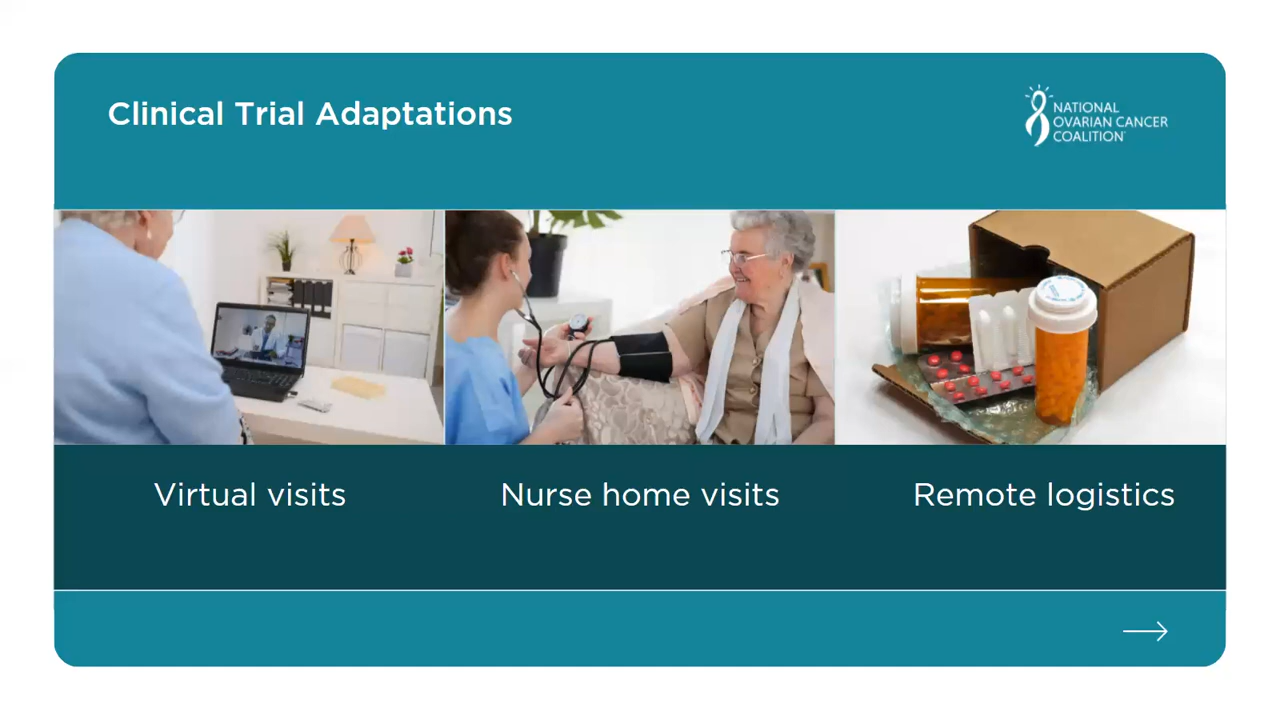 Clinical Trial Adaptations
NATIONAL
OVARIAN CANCER
COALITION
Virtual visits
Nurse home visits
Remote logistics